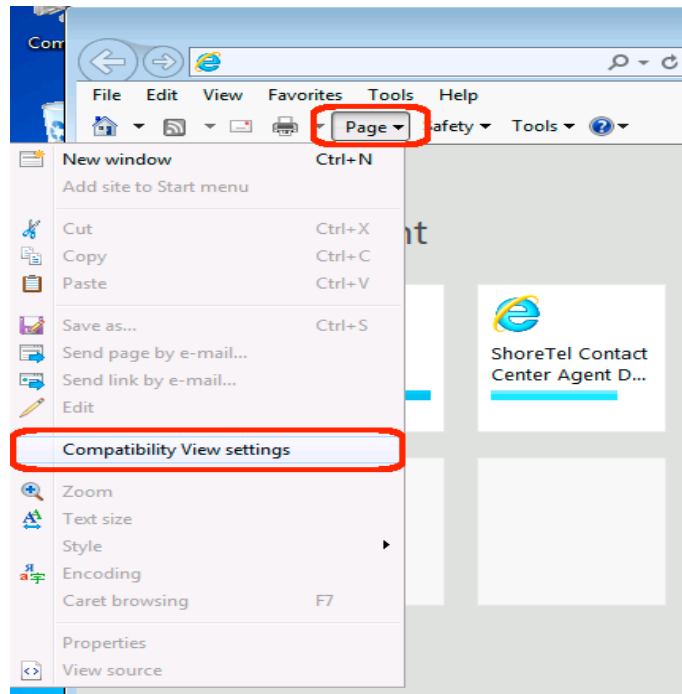 Com
File Edit View Favorites Tools Help
Page Safety Tools
New window Ctrl+N
Add site to Start menu
Cut Ctrl+X
Copy Ctrl+C
Paste Ctrl+V
Save as... Ctrl+S
Send page by e-mail...
Send link by e-mail...
Edit
Compatibility View settings
Zoom
Text size
Style
Encoding
Caret browsing F7
Properties
View source
nt
ShoreTel Contact
Center Agent D...